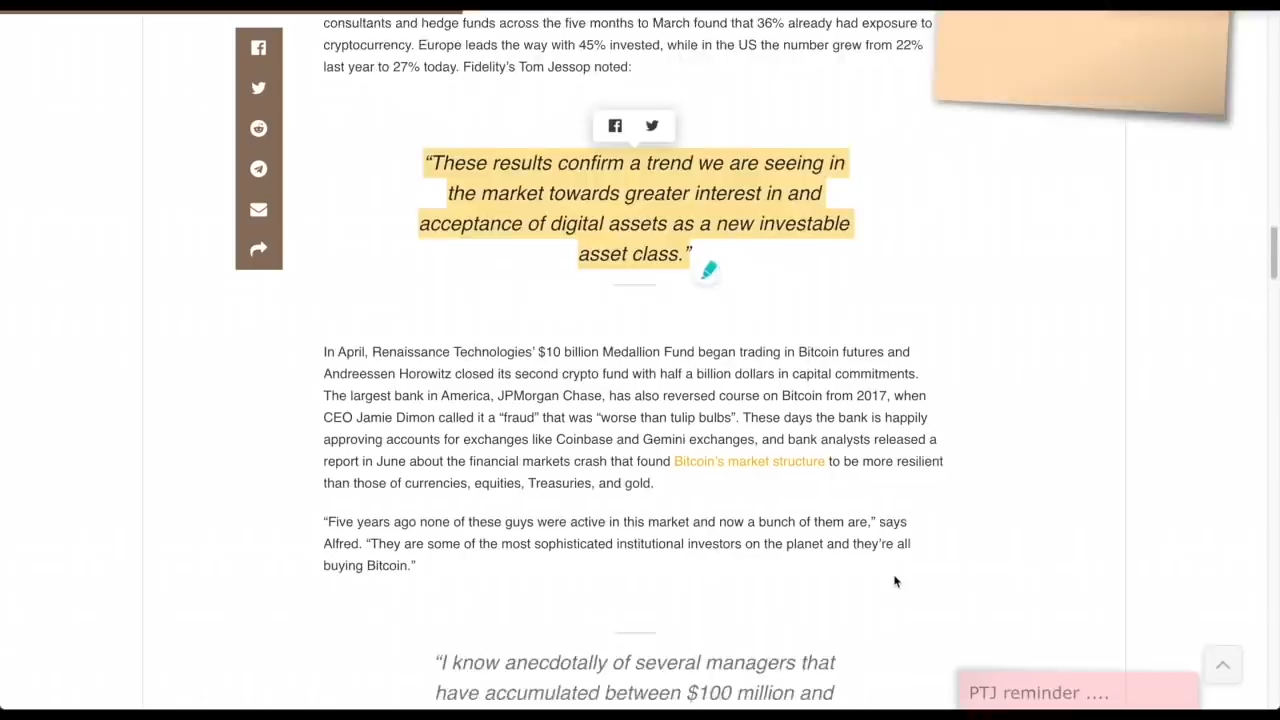 consultants and hedge funds across the five months to March found that 36% already had exposure to
cryptocurrency. Europe leads the way with 45% invested, while in the US the number grew from 22%
last year to 27% today. Fidelity’s Tom Jessop noted:
“These results confirm a trend we are seeing in
the market towards greater interest in and
acceptance of digital assets as a new investable
asset class.”
In April, Renaissance Technologies’ $10 billion Medallion Fund began trading in Bitcoin futures and
Andreessen Horowitz closed its second crypto fund with half a billion dollars in capital commitments.
The largest bank in America, JPMorgan Chase, has also reversed course on Bitcoin from 2017, when
CEO Jamie Dimon called it a “fraud” that was “worse than tulip bulbs”. These days the bank is happily
approving accounts for exchanges like Coinbase and Gemini exchanges, and bank analysts released a
report in June about the financial markets crash that found Bitcoin’s market structure to be more resilient
than those of currencies, equities, Treasuries, and gold.
“Five years ago none of these guys were active in this market and now a bunch of them are,” says
Alfred. “They are some of the most sophisticated institutional investors on the planet and they’re all
buying Bitcoin.”
“I know anecdotally of several managers that
have accumulated between $100 million and
PTJ reminder ....